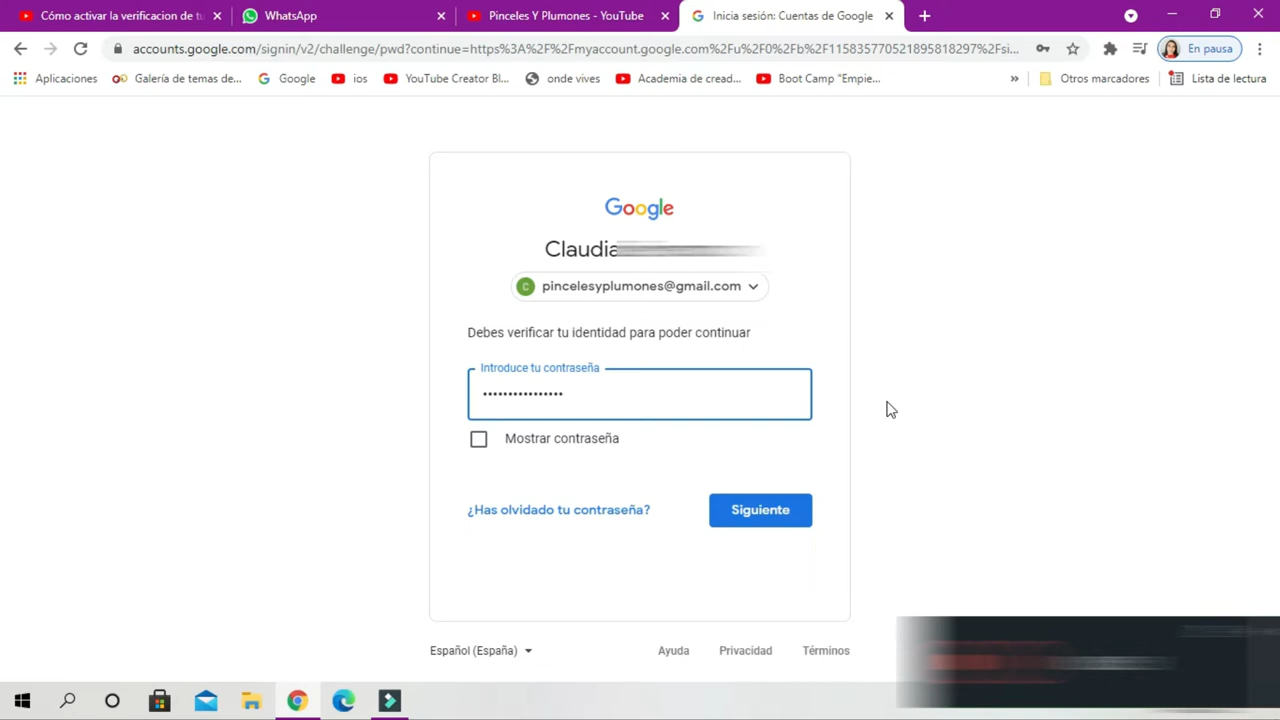 Cómo activar la verificacion de tu
WhatsApp
Pinceles Y Plumones - YouTube
Inicia sesión: Cuentas de Google
accounts.google.com/signin/v2/challenge/pwd?continue=https%3A%2F%2Fmyaccount.google.com%2Fu%2F0%2Fb%2F115835770521895818297%2Fsi...
En pausa
Aplicaciones
Galería de temas de...
Google
ios
YouTube Creator Bl...
onde vives
Academia de cread...
Boot Camp "Empie...
»
Otros marcadores
Lista de lectura
Google
Claudia
C
pincelesyplumones@gmail.com
Debes verificar tu identidad para poder continuar
Introduce tu contraseña
••••••••••••••••
Mostrar contraseña
¿Has olvidado tu contraseña?
Siguiente
Español (España)
Ayuda
Privacidad
Términos